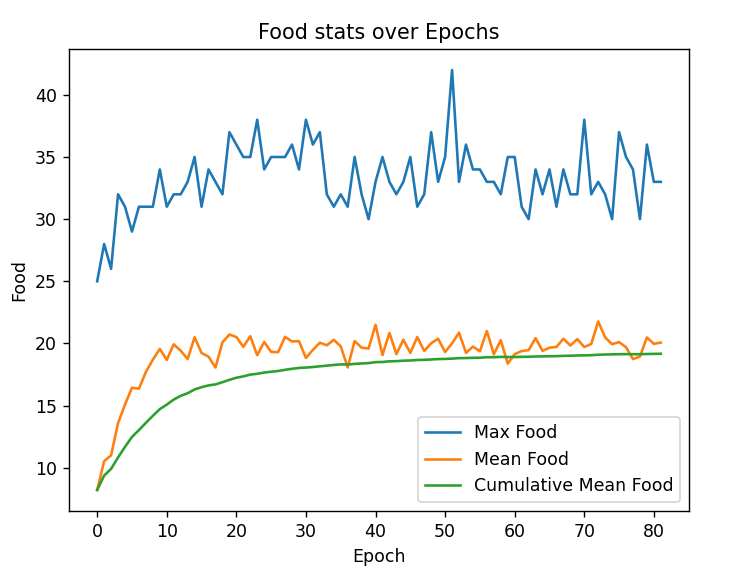 Food stats over Epochs
Food
40
35
30
25
20
15
10
Max Food
Mean Food
Cumulative Mean Food
0 10 20 30 40 50 60 70 80
Epoch